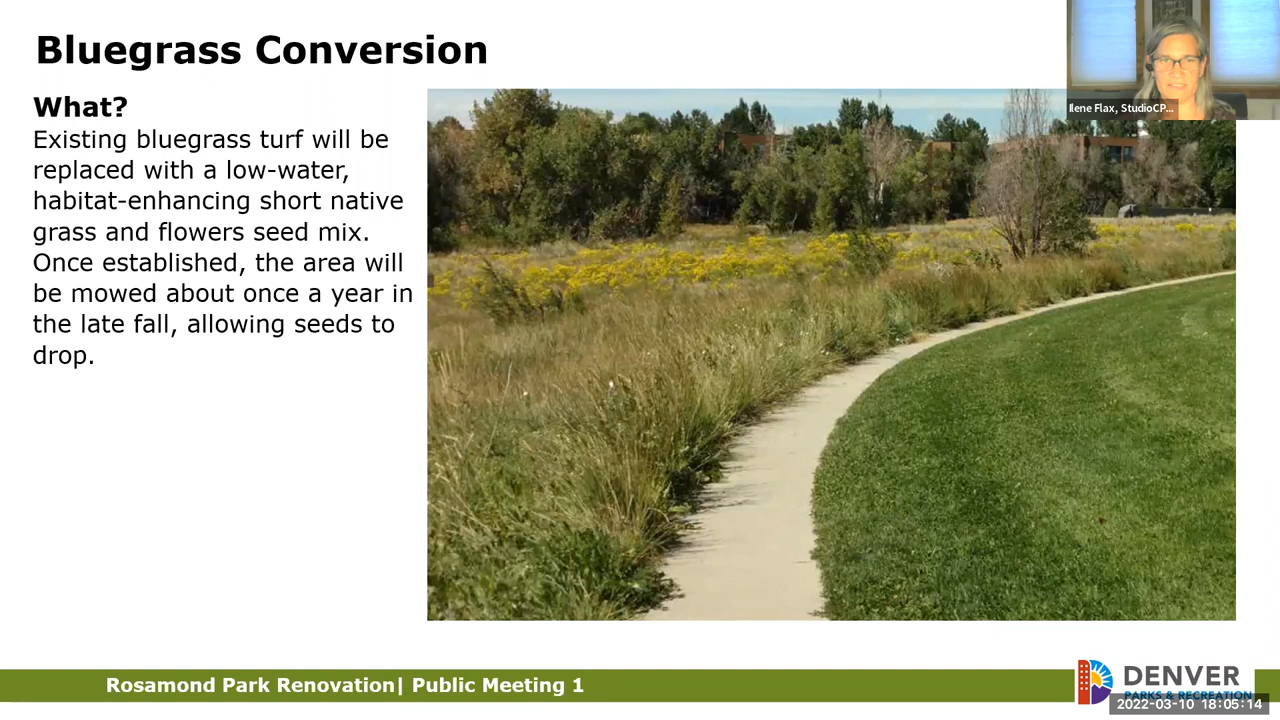 Bluegrass Conversion
What?
Existing bluegrass turf will be
replaced with a low-water,
habitat-enhancing short native
grass and flowers seed mix.
Once established, the area will
be mowed about once a year in
the late fall, allowing seeds to
drop.
Ilene Flax, StudioCP...
Rosamond Park Renovation| Public Meeting 1
DENVER
PARKS & RECREATION
2022-03-10 18:05:14